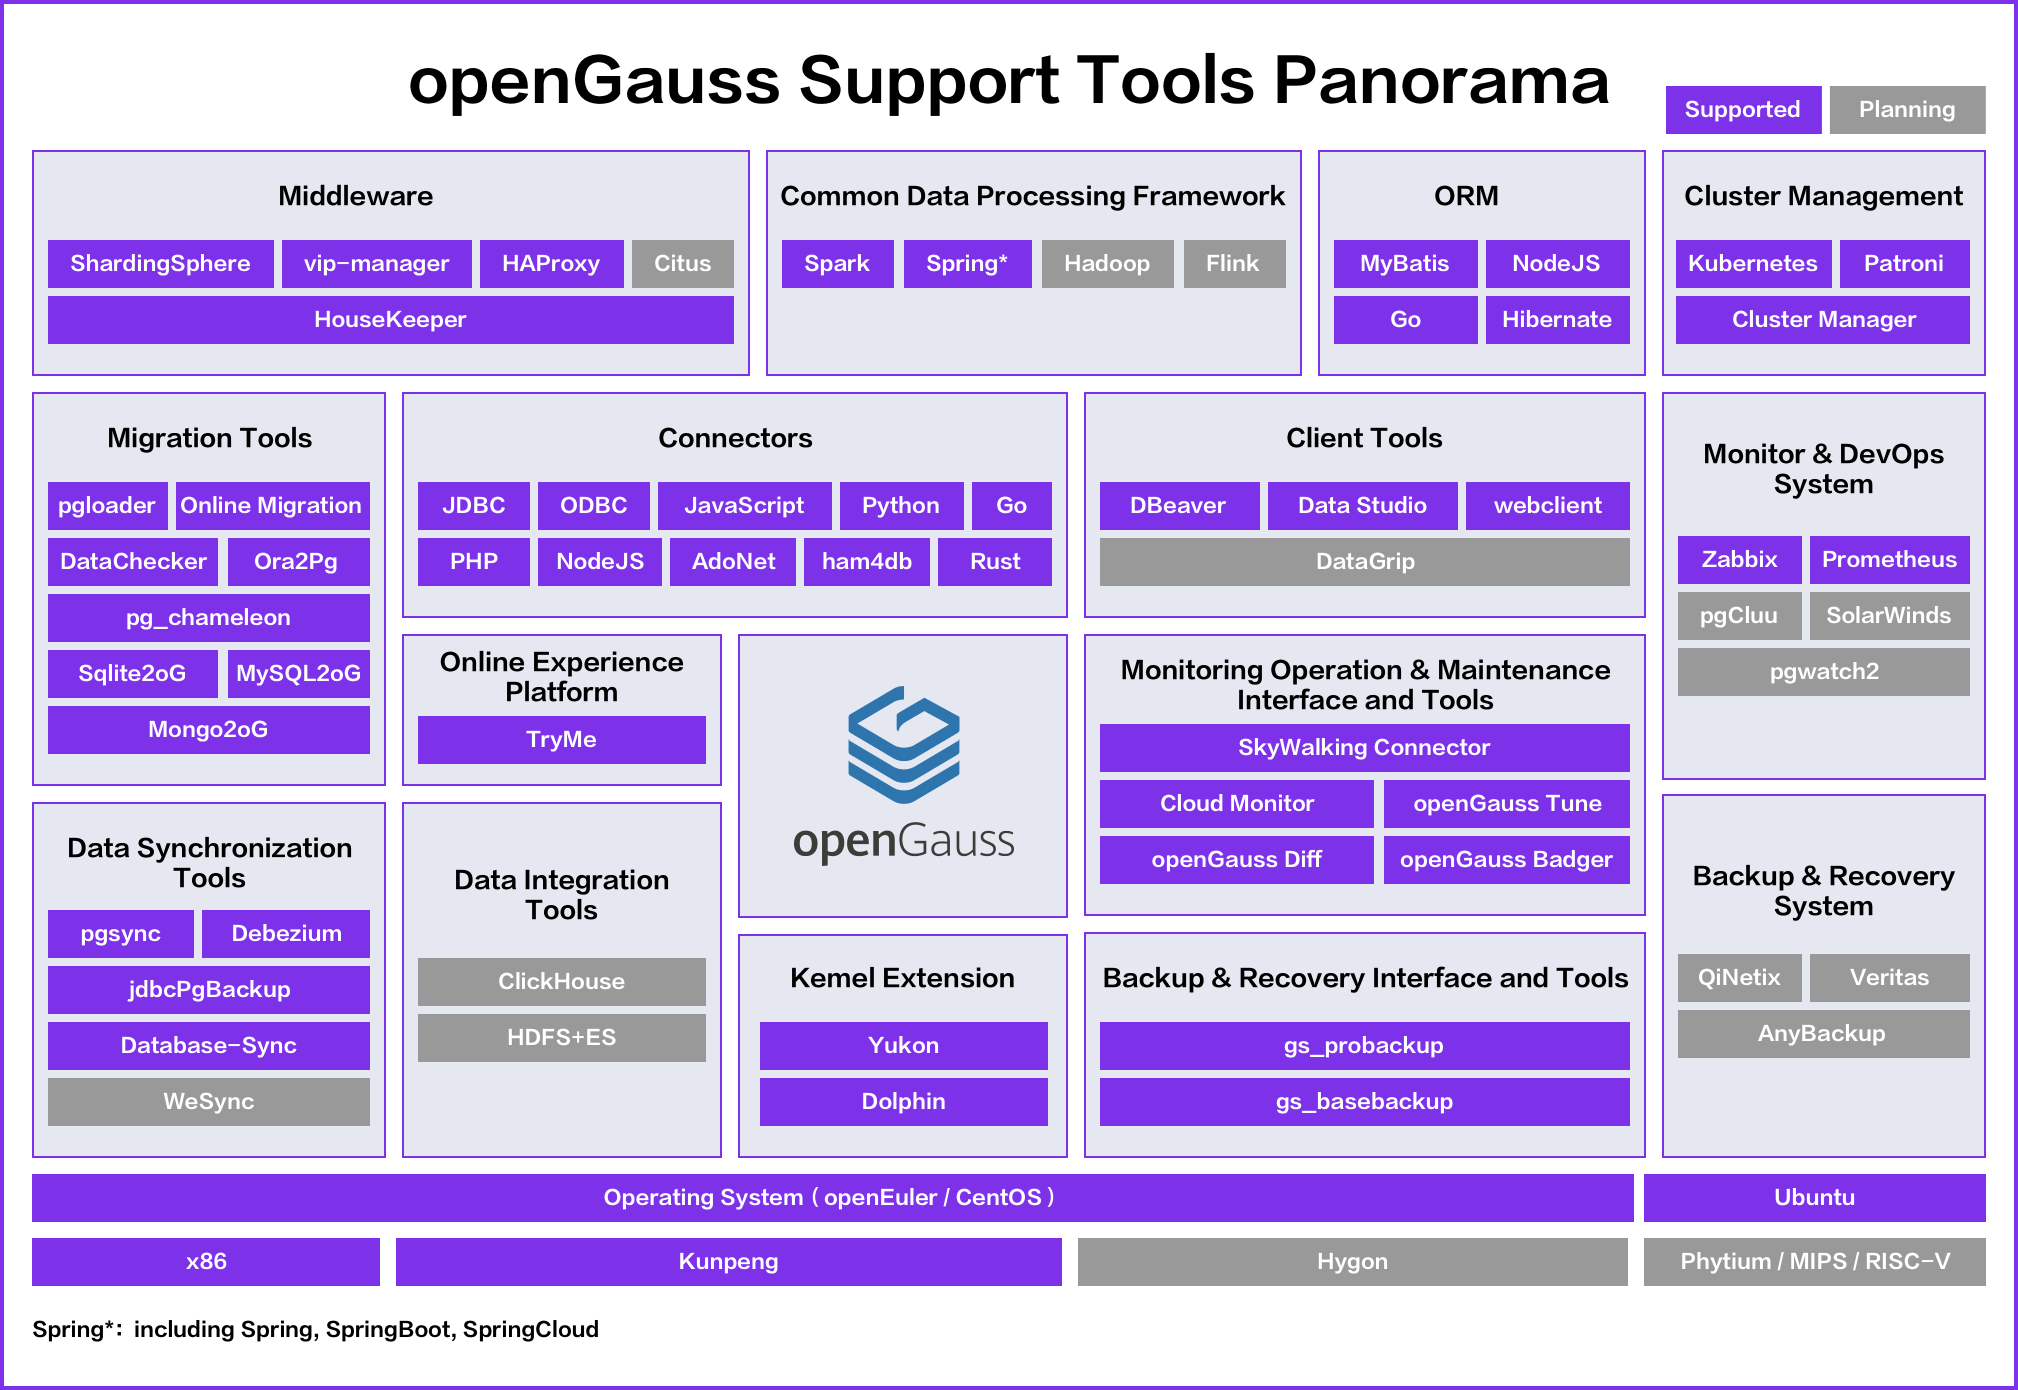 openGauss Support Tools Panorama
Supported
Planning
Middleware
ShardingSphere
vip-manager
HAProxy
Citus
HouseKeeper
Common Data Processing Framework
Spark
Spring*
Hadoop
Flink
ORM
MyBatis
NodeJS
Go
Hibernate
Cluster Management
Kubernetes
Patroni
Cluster Manager
Migration Tools
pgloader
Online Migration
DataChecker
Ora2Pg
pg_chameleon
Sqlite2oG
MySQL2oG
Mongo2oG
Connectors
JDBC
ODBC
JavaScript
Python
Go
PHP
NodeJS
AdoNet
ham4db
Rust
Client Tools
DBeaver
Data Studio
webclient
DataGrip
Monitor & DevOps
System
Zabbix
Prometheus
pgCluu
SolarWinds
pgwatch2
Online Experience
Platform
TryMe
openGauss
Monitoring Operation & Maintenance
Interface and Tools
SkyWalking Connector
Cloud Monitor
openGauss Tune
openGauss Diff
openGauss Badger
Data Synchronization
Tools
pgsync
Debezium
jdbcPgBackup
Database-Sync
WeSync
Data Integration
Tools
ClickHouse
HDFS+ES
Kemel Extension
Yukon
Dolphin
Backup & Recovery Interface and Tools
gs_probackup
gs_basebackup
Backup & Recovery
System
QiNetix
Veritas
AnyBackup
Operating System ( openEuler / CentOS )
Ubuntu
x86
Kunpeng
Hygon
Phytium / MIPS / RISC-V
Spring*: including Spring, SpringBoot, SpringCloud